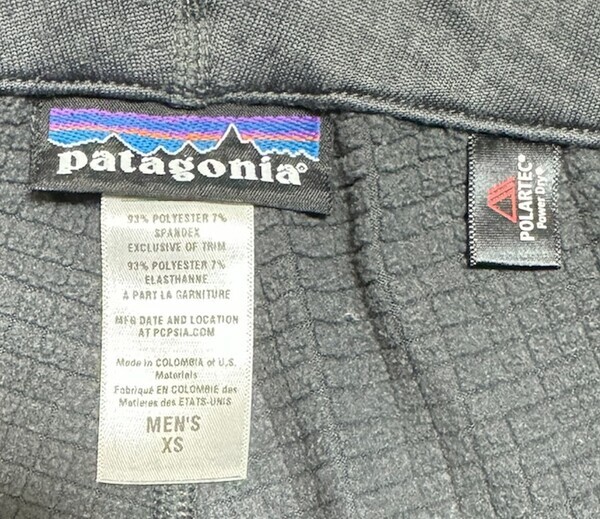 patagonia®
93% POLYESTER 7%
SPANDEX
EXCLUSIVE OF TRIM
93% POLYESTER 7%
ELASTHANNE
À PART LA GARNITURE
MFG DATE AND LOCATION
AT PCPSIA.COM
Made in COLOMBIA of U.S.
Materials
Fabriqué EN COLOMBIE des
Matieres des ETATS-UNIS
MEN'S
XS
POLARTEC®
Power Dry®